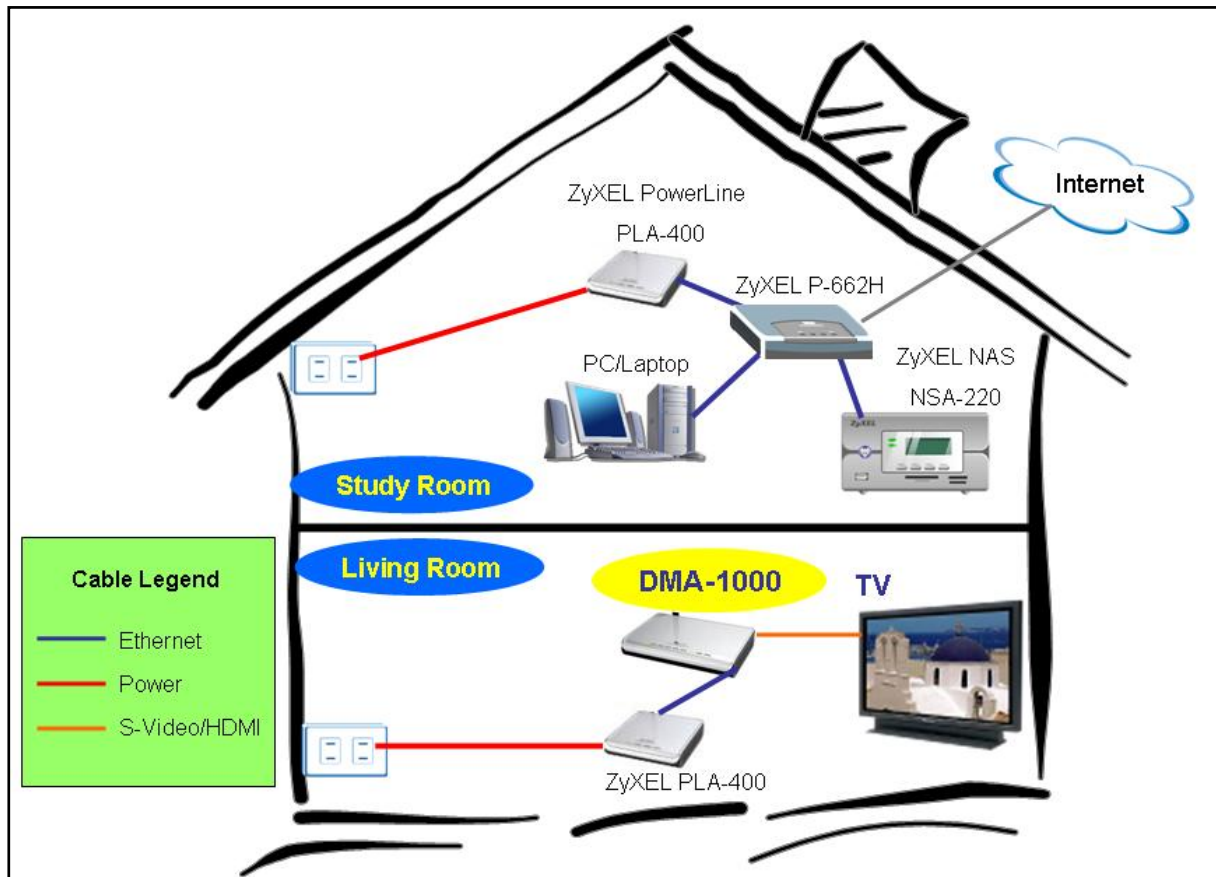 Internet
ZyXEL PowerLine
PLA-400
ZyXEL P-662H
PC/Laptop
ZyXEL NAS
NSA-220
ZyXEL
Study Room
Living Room
DMA-1000
TV
Cable Legend
Ethernet
Power
S-Video/HDMI
ZyXEL PLA-400